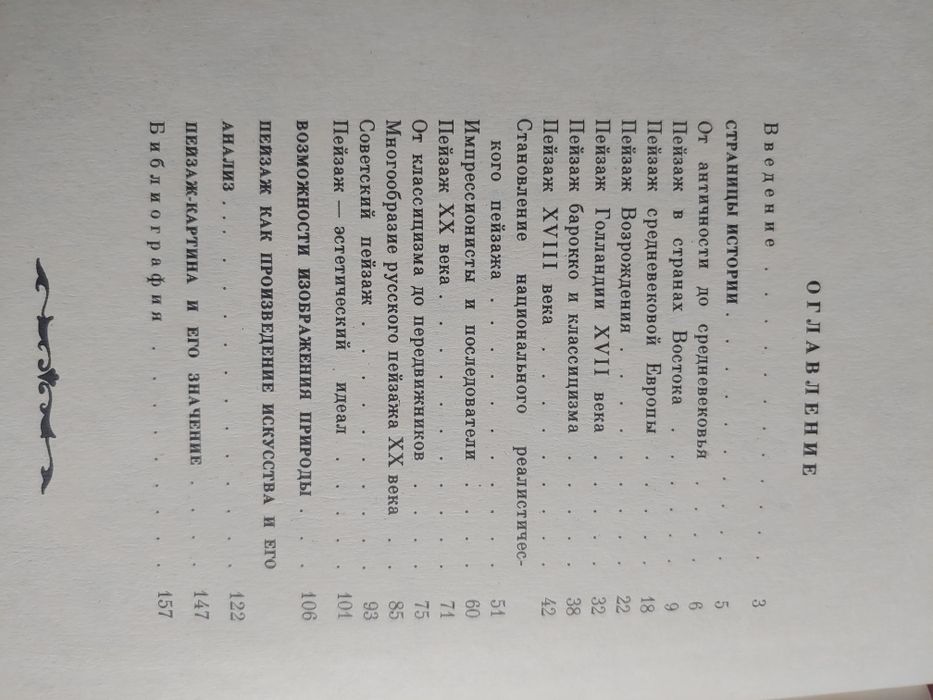 ОГЛАВЛЕНИЕ
Введение . . . . . . . . . 3
СТРАНИЦЫ ИСТОРИИ . . . . . . . 5
От античности до средневековья . . . 6
Пейзаж в странах Востока . . . . . 9
Пейзаж средневековой Европы . . . . 18
Пейзаж Возрождения . . . . . . . 22
Пейзаж Голландии XVII века . . . . 32
Пейзаж барокко и классицизма . . . . 38
Пейзаж XVIII века . . . . . . . 42
Становление национального реалистичес-
кого пейзажа . . . . . . . . 51
Импрессионисты и последователи . . . 60
Пейзаж XX века . . . . . . . . 71
От классицизма до передвижников . . . 75
Многообразие русского пейзажа XX века . 85
Советский пейзаж . . . . . . . 93
Пейзаж — эстетический идеал . . . . 101
ВОЗМОЖНОСТИ ИЗОБРАЖЕНИЯ ПРИРОДЫ . . 106
ПЕЙЗАЖ КАК ПРОИЗВЕДЕНИЕ ИСКУССТВА И ЕГО
АНАЛИЗ . . . . . . . . . . 122
ПЕЙЗАЖ-КАРТИНА И ЕГО ЗНАЧЕНИЕ . . . 147
Библиография . . . . . . . 157